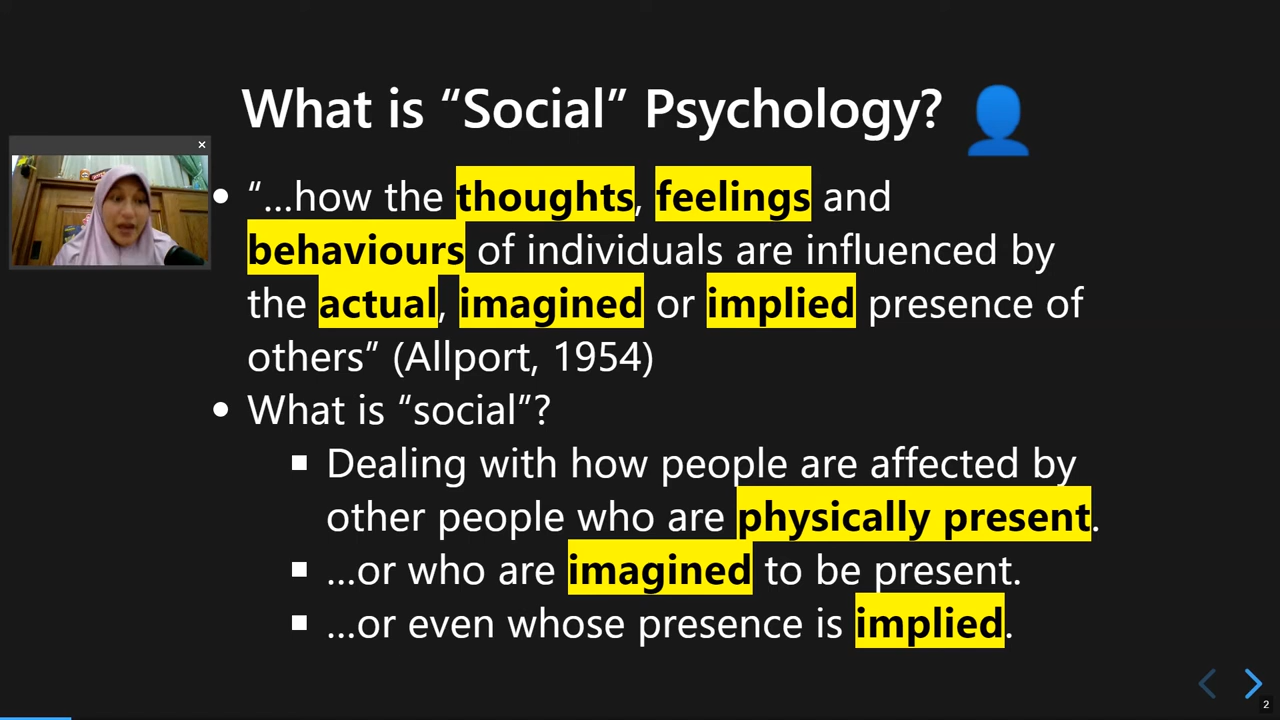 What is “Social” Psychology?
“…how the thoughts, feelings and
behaviours of individuals are influenced by
the actual, imagined or implied presence of
others” (Allport, 1954)
What is “social”?
Dealing with how people are affected by
other people who are physically present.
…or who are imagined to be present.
…or even whose presence is implied.
2